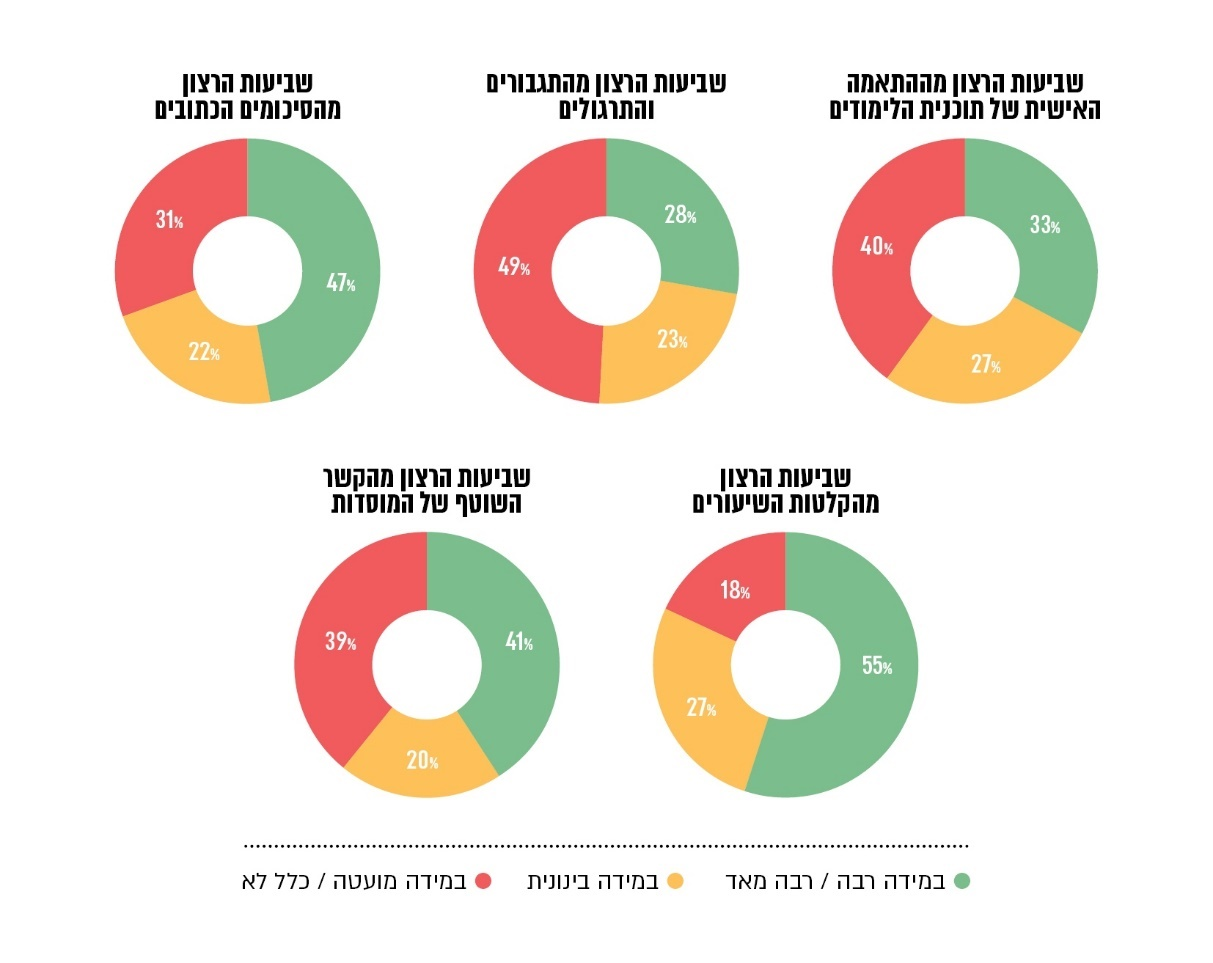 שביעות הרצון מההתאמה
האישית של תוכנית הלימודים
33%
27%
40%
שביעות הרצון מהתגבורים
והתרגולים
28%
23%
49%
שביעות הרצון
מהסיכומים הכתובים
47%
22%
31%
שביעות הרצון
מהקלטות השיעורים
55%
27%
18%
שביעות הרצון מהקשר
השוטף של המוסדות
41%
20%
39%
במידה רבה / רבה מאד
במידה בינונית
במידה מועטה / כלל לא